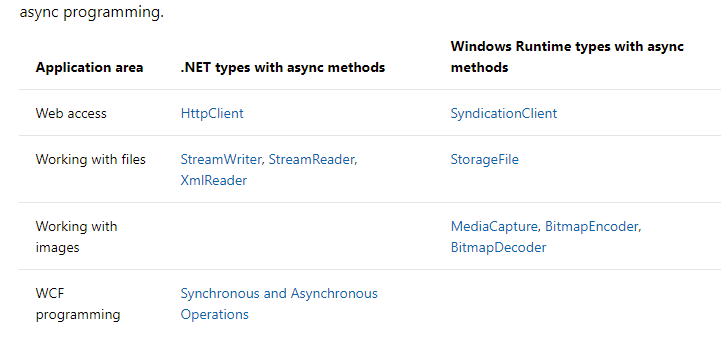 async programming.
Windows Runtime types with async
Application area .NET types with async methods methods
Web access HttpClient SyndicationClient
Working with files StreamWriter, StreamReader, StorageFile
XmlReader
Working with MediaCapture, BitmapEncoder,
images BitmapDecoder
WCF Synchronous and Asynchronous
programming Operations